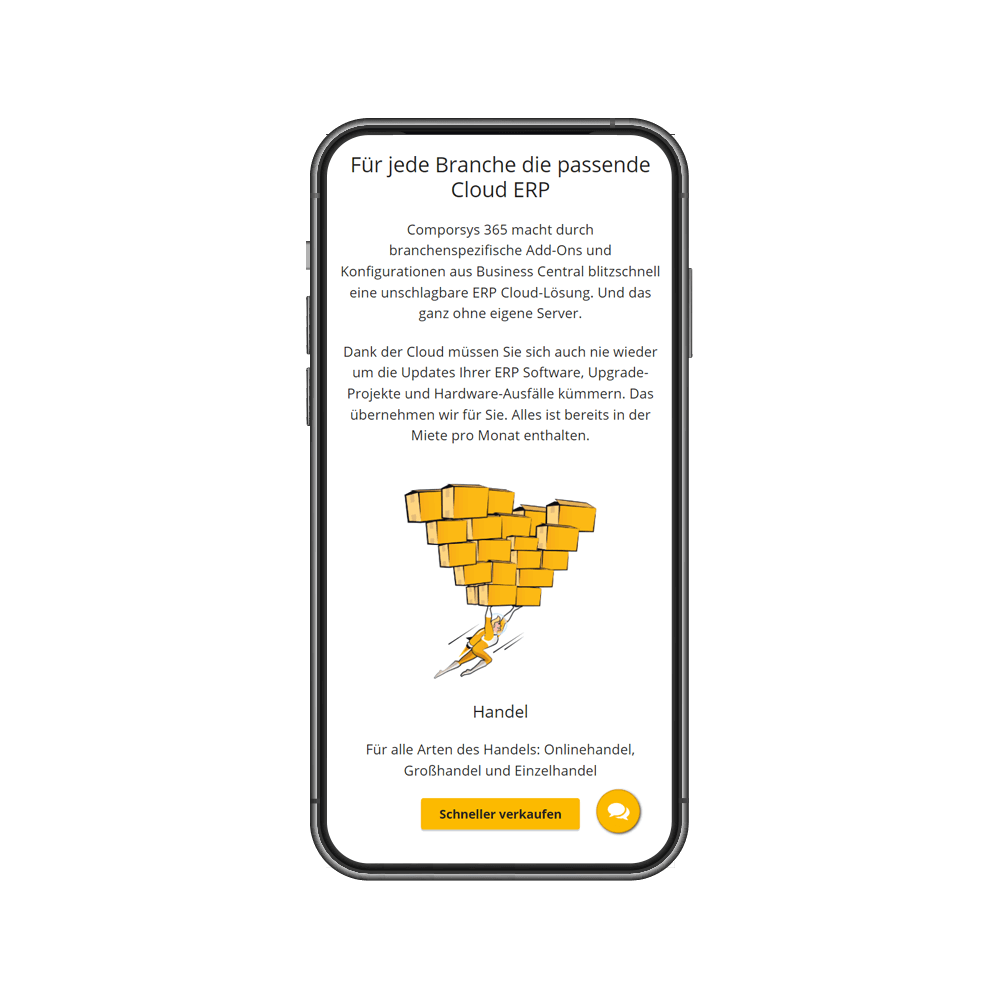 Für jede Branche die passende
Cloud ERP
Comporsys 365 macht durch
branchenspezifische Add-Ons und
Konfigurationen aus Business Central blitzschnell
eine unschlagbare ERP Cloud-Lösung. Und das
ganz ohne eigene Server.
Dank der Cloud müssen Sie sich auch nie wieder
um die Updates Ihrer ERP Software, Upgrade-
Projekte und Hardware-Ausfälle kümmern. Das
übernehmen wir für Sie. Alles ist bereits in der
Miete pro Monat enthalten.
Handel
Für alle Arten des Handels: Onlinehandel,
Großhandel und Einzelhandel
Schneller verkaufen